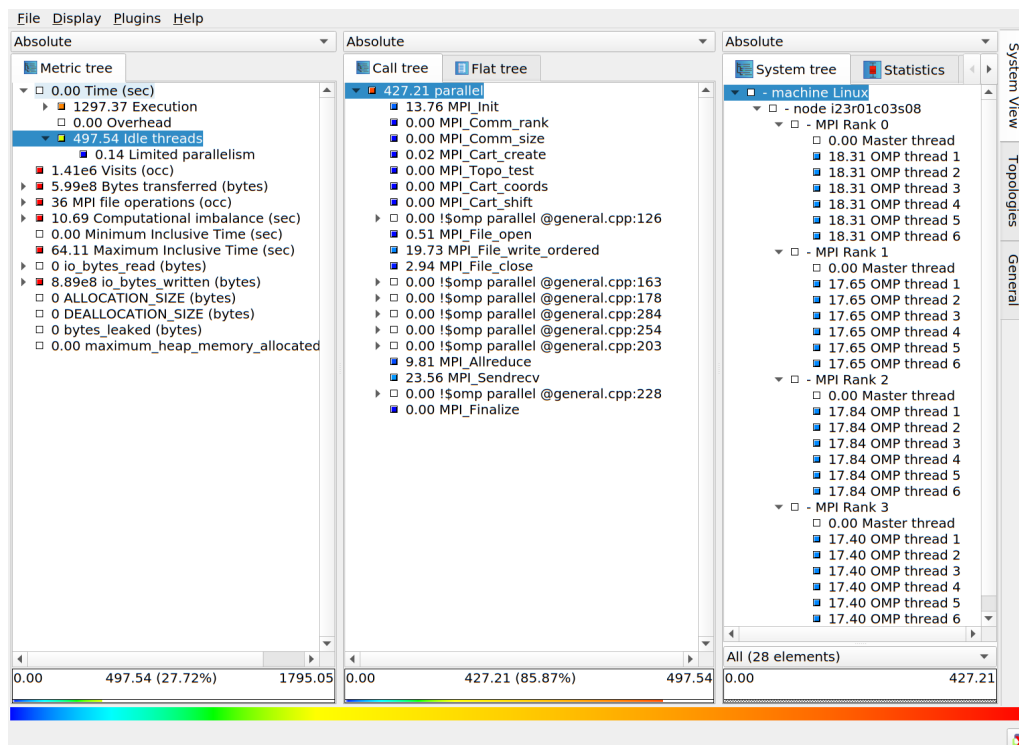 File Display Plugins Help
Absolute
Metric tree
0.00 Time (sec)
1297.37 Execution
0.00 Overhead
497.54 Idle threads
0.14 Limited parallelism
1.41e6 Visits (occ)
5.99e8 Bytes transferred (bytes)
36 MPI file operations (occ)
10.69 Computational imbalance (sec)
0.00 Minimum Inclusive Time (sec)
64.11 Maximum Inclusive Time (sec)
0 io_bytes_read (bytes)
8.89e8 io_bytes_written (bytes)
0 ALLOCATION_SIZE (bytes)
0 DEALLOCATION_SIZE (bytes)
0 bytes_leaked (bytes)
0.00 maximum_heap_memory_allocated
0.00 497.54 (27.72%) 1795.05
Absolute
Call tree Flat tree
427.21 parallel
13.76 MPI_Init
0.00 MPI_Comm_rank
0.00 MPI_Comm_size
0.02 MPI_Cart_create
0.00 MPI_Topo_test
0.00 MPI_Cart_coords
0.00 MPI_Cart_shift
0.00 !$omp parallel @general.cpp:126
0.51 MPI_File_open
19.73 MPI_File_write_ordered
2.94 MPI_File_close
0.00 !$omp parallel @general.cpp:163
0.00 !$omp parallel @general.cpp:178
0.00 !$omp parallel @general.cpp:284
0.00 !$omp parallel @general.cpp:254
0.00 !$omp parallel @general.cpp:203
9.81 MPI_Allreduce
23.56 MPI_Sendrecv
0.00 !$omp parallel @general.cpp:228
0.00 MPI_Finalize
0.00 427.21 (85.87%) 497.54
Absolute
System tree Statistics
- machine Linux
- node i23r01c03s08
- MPI Rank 0
0.00 Master thread
18.31 OMP thread 1
18.31 OMP thread 2
18.31 OMP thread 3
18.31 OMP thread 4
18.31 OMP thread 5
18.31 OMP thread 6
- MPI Rank 1
0.00 Master thread
17.65 OMP thread 1
17.65 OMP thread 2
17.65 OMP thread 3
17.65 OMP thread 4
17.65 OMP thread 5
17.65 OMP thread 6
- MPI Rank 2
0.00 Master thread
17.84 OMP thread 1
17.84 OMP thread 2
17.84 OMP thread 3
17.84 OMP thread 4
17.84 OMP thread 5
17.84 OMP thread 6
- MPI Rank 3
0.00 Master thread
17.40 OMP thread 1
17.40 OMP thread 2
17.40 OMP thread 3
17.40 OMP thread 4
17.40 OMP thread 5
17.40 OMP thread 6
All (28 elements)
0.00 427.21
System View
Topologies
General